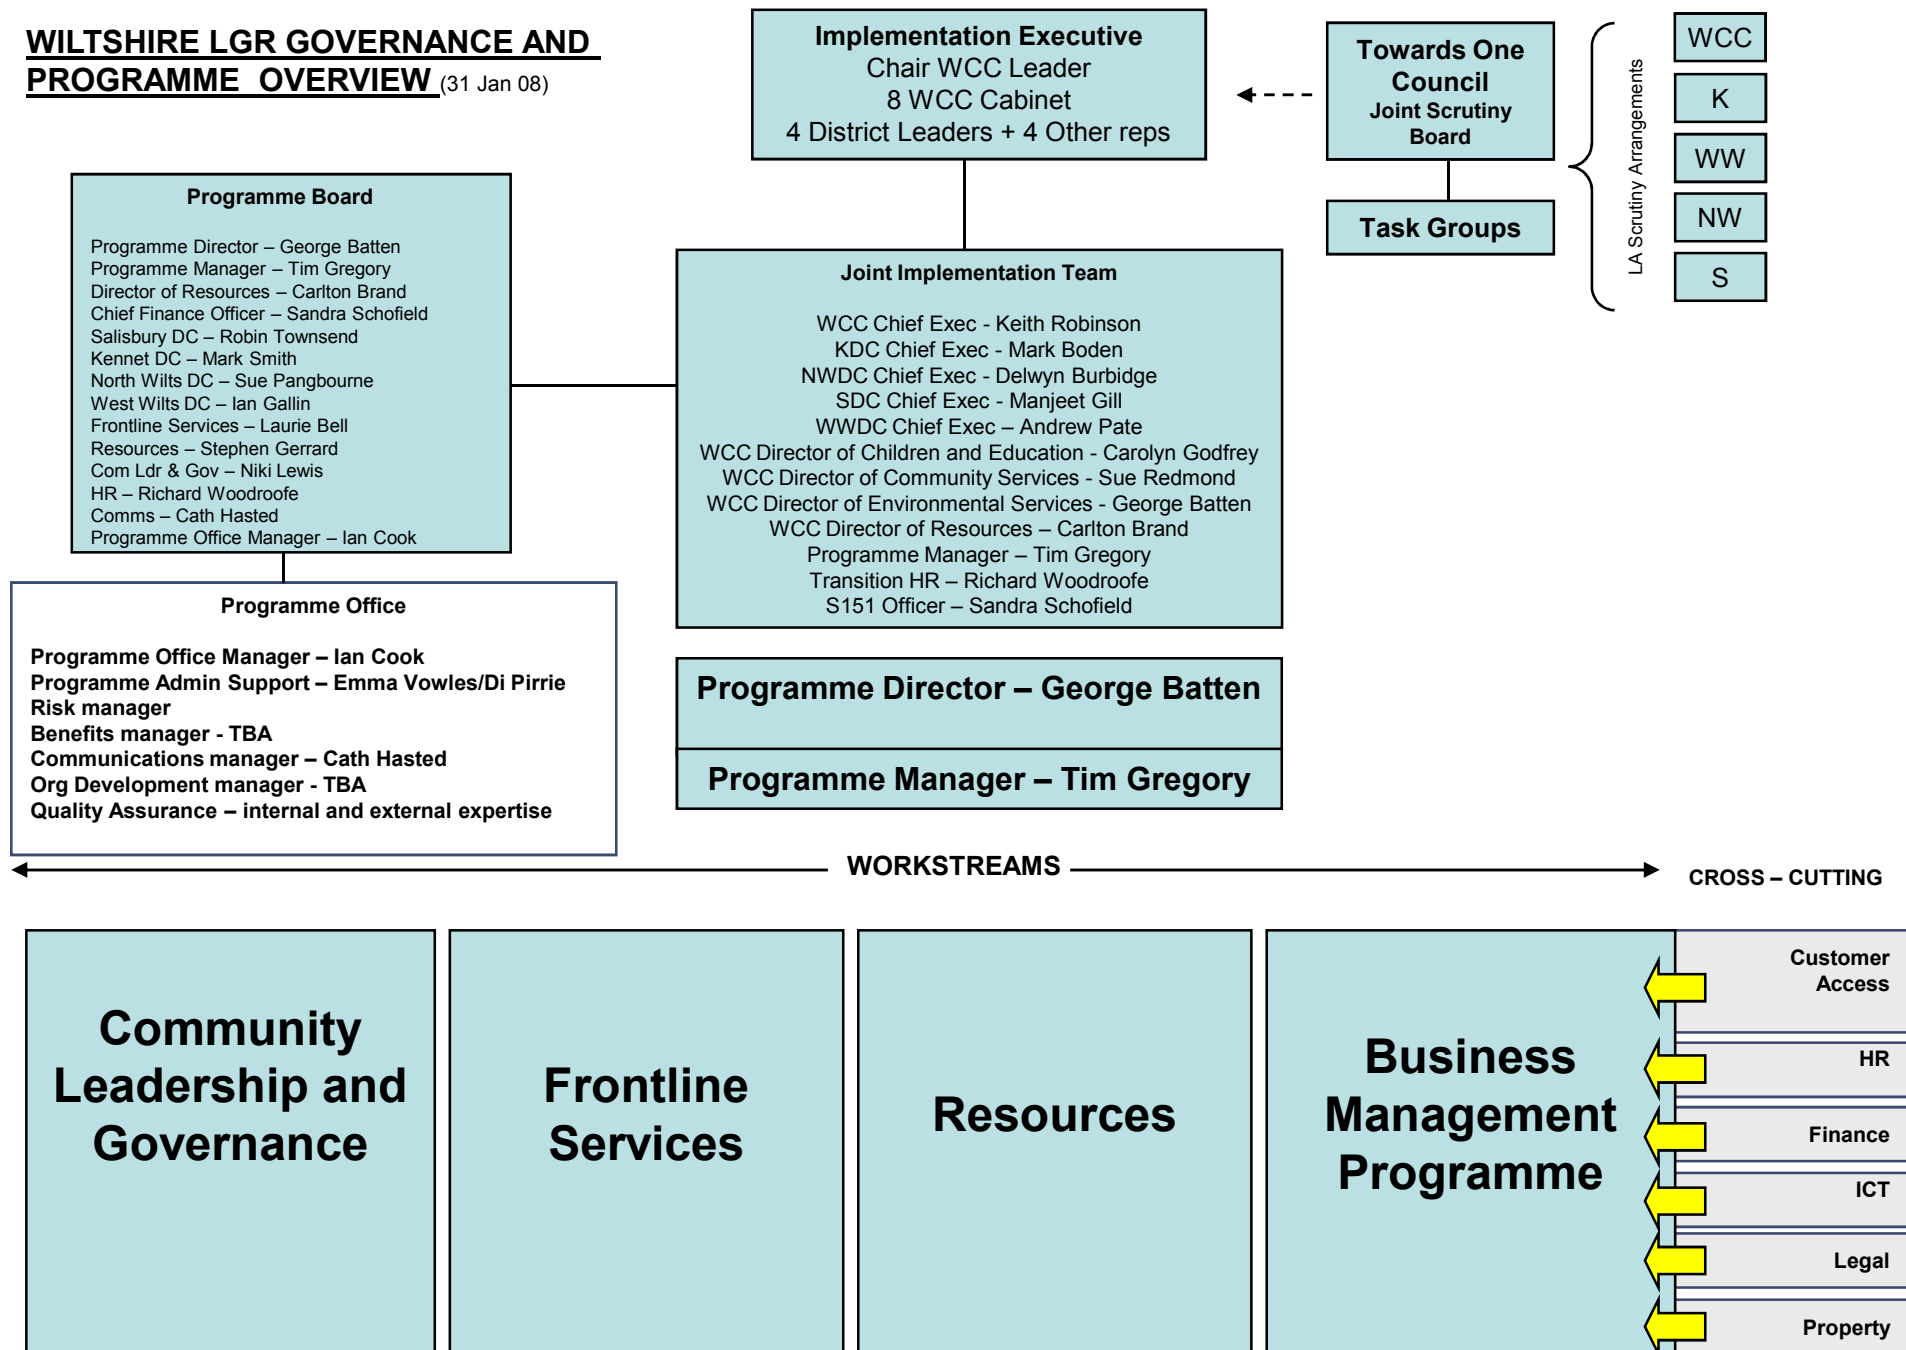 WILTSHIRE LGR GOVERNANCE AND
PROGRAMME OVERVIEW (31 Jan 08)
Implementation Executive
Chair WCC Leader
8 WCC Cabinet
4 District Leaders + 4 Other reps
Towards One
Council
Joint Scrutiny
Board
Task Groups
LA Scrutiny Arrangements
WCC
K
WW
NW
S
Programme Board
Programme Director – George Batten
Programme Manager – Tim Gregory
Director of Resources – Carlton Brand
Chief Finance Officer – Sandra Schofield
Salisbury DC – Robin Townsend
Kennet DC – Mark Smith
North Wilts DC – Sue Pangbourne
West Wilts DC – Ian Gallin
Frontline Services – Laurie Bell
Resources – Stephen Gerrard
Com Ldr & Gov – Niki Lewis
HR – Richard Woodroofe
Comms – Cath Hasted
Programme Office Manager – Ian Cook
Joint Implementation Team
WCC Chief Exec - Keith Robinson
KDC Chief Exec - Mark Boden
NWDC Chief Exec - Delwyn Burbidge
SDC Chief Exec - Manjeet Gill
WWDC Chief Exec – Andrew Pate
WCC Director of Children and Education - Carolyn Godfrey
WCC Director of Community Services - Sue Redmond
WCC Director of Environmental Services - George Batten
WCC Director of Resources – Carlton Brand
Programme Manager – Tim Gregory
Transition HR – Richard Woodroofe
S151 Officer – Sandra Schofield
Programme Office
Programme Office Manager – Ian Cook
Programme Admin Support – Emma Vowles/Di Pirrie
Risk manager
Benefits manager - TBA
Communications manager – Cath Hasted
Org Development manager - TBA
Quality Assurance – internal and external expertise
Programme Director – George Batten
Programme Manager – Tim Gregory
WORKSTREAMS
CROSS – CUTTING
Community
Leadership and
Governance
Frontline
Services
Resources
Business
Management
Programme
Customer
Access
HR
Finance
ICT
Legal
Property